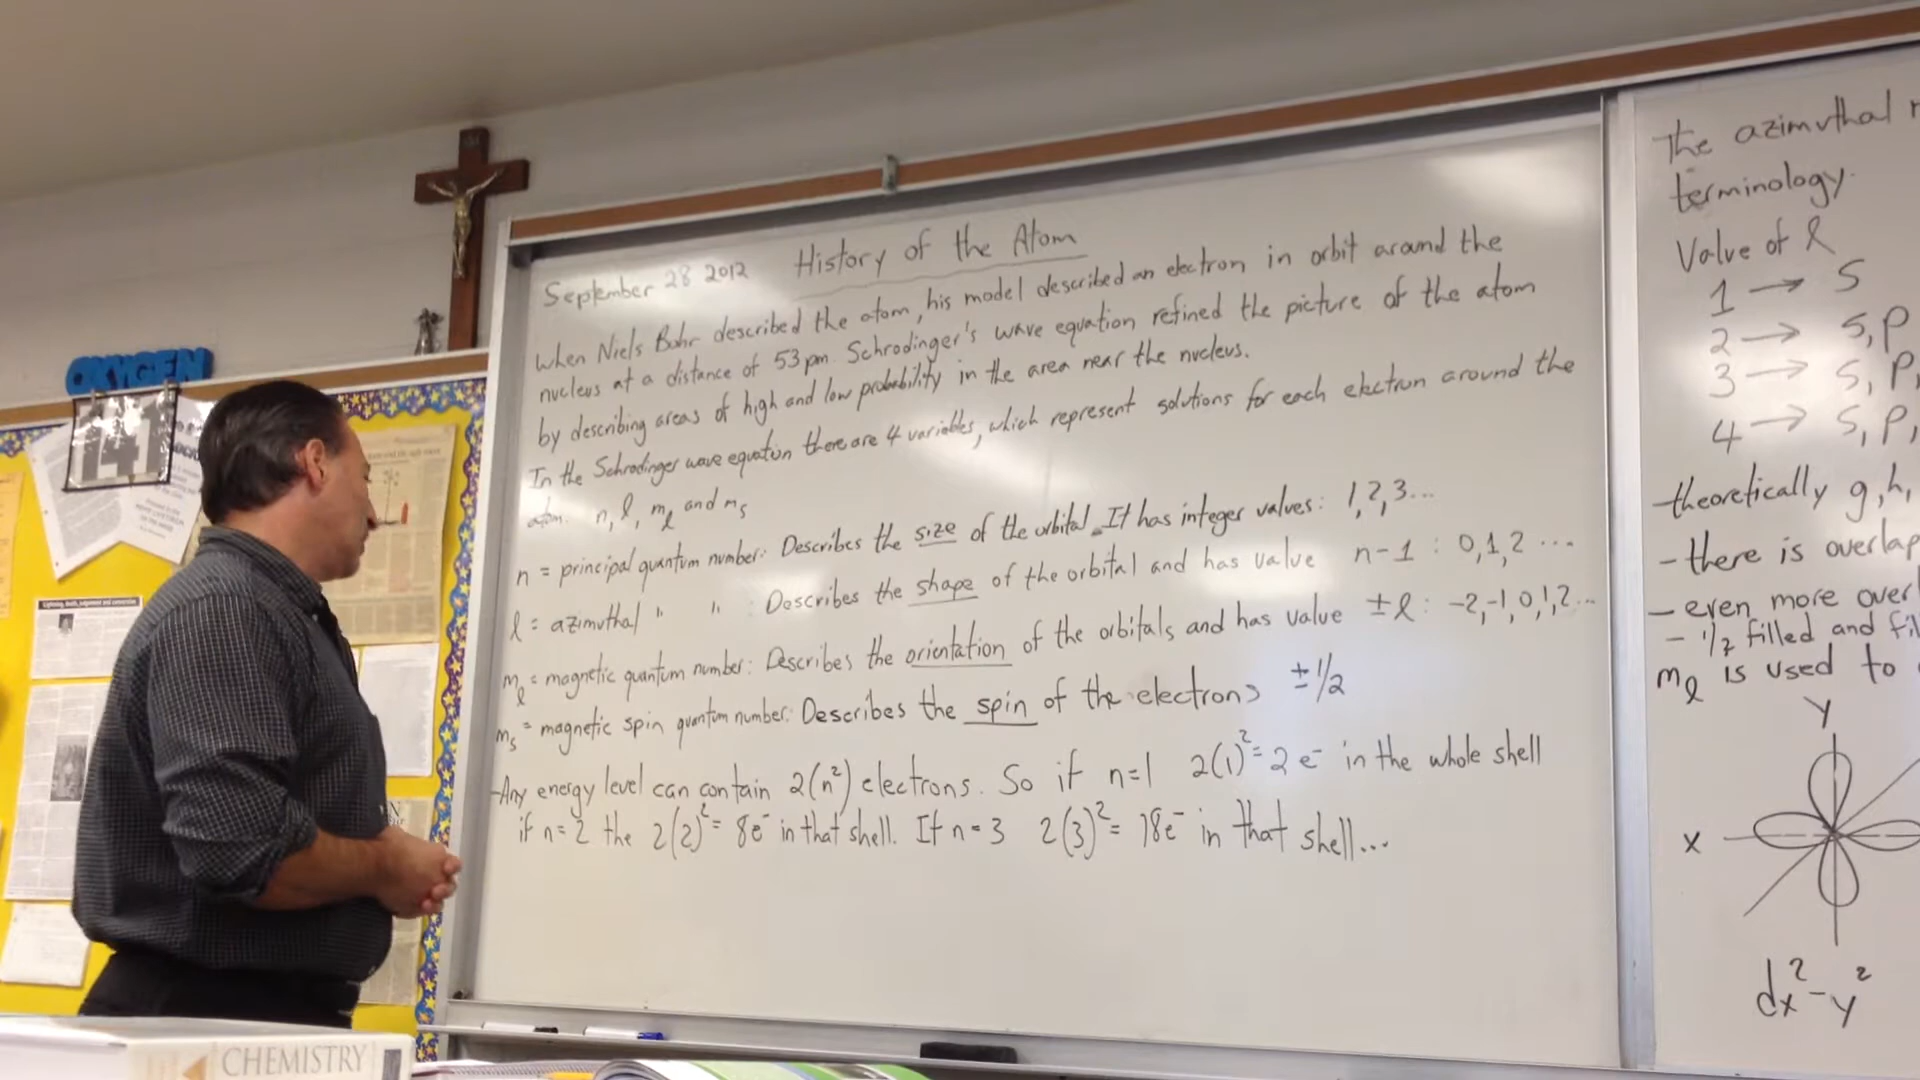 OXYGEN
14
September 28 2012 History of the Atom
When Niels Bohr described the atom, his model described an electron in orbit around the
nucleus at a distance of 53 pm. Schrodinger's wave equation refined the picture of the atom
by describing areas of high and low probability in the area near the nucleus.
In the Schrodinger wave equation there are 4 variables, which represent solutions for each electron around the
atom. n, l, mₗ and mₛ
n = principal quantum number: Describes the size of the orbital. It has integer values: 1,2,3...
l = azimuthal " " : Describes the shape of the orbital and has value n-1 : 0,1,2 ...
mₗ = magnetic quantum number: Describes the orientation of the orbitals and has value ±l : -2,-1,0,1,2...
mₛ = magnetic spin quantum number: Describes the spin of the electrons ±1/2
-Any energy level can contain 2(n²) electrons. So if n=1 2(1)²= 2 e⁻ in the whole shell
if n=2 the 2(2)²= 8e⁻ in that shell. If n=3 2(3)²= 18e⁻ in that shell...
The azimuthal
terminology.
Value of l
1 → S
2 → S, P
3 → S, P,
4 → S, P,
theoretically g, h,
- there is overlap
- even more over
- 1/2 filled and fil
mₗ is used to
Y
X
dx²-y²
CHEMISTRY